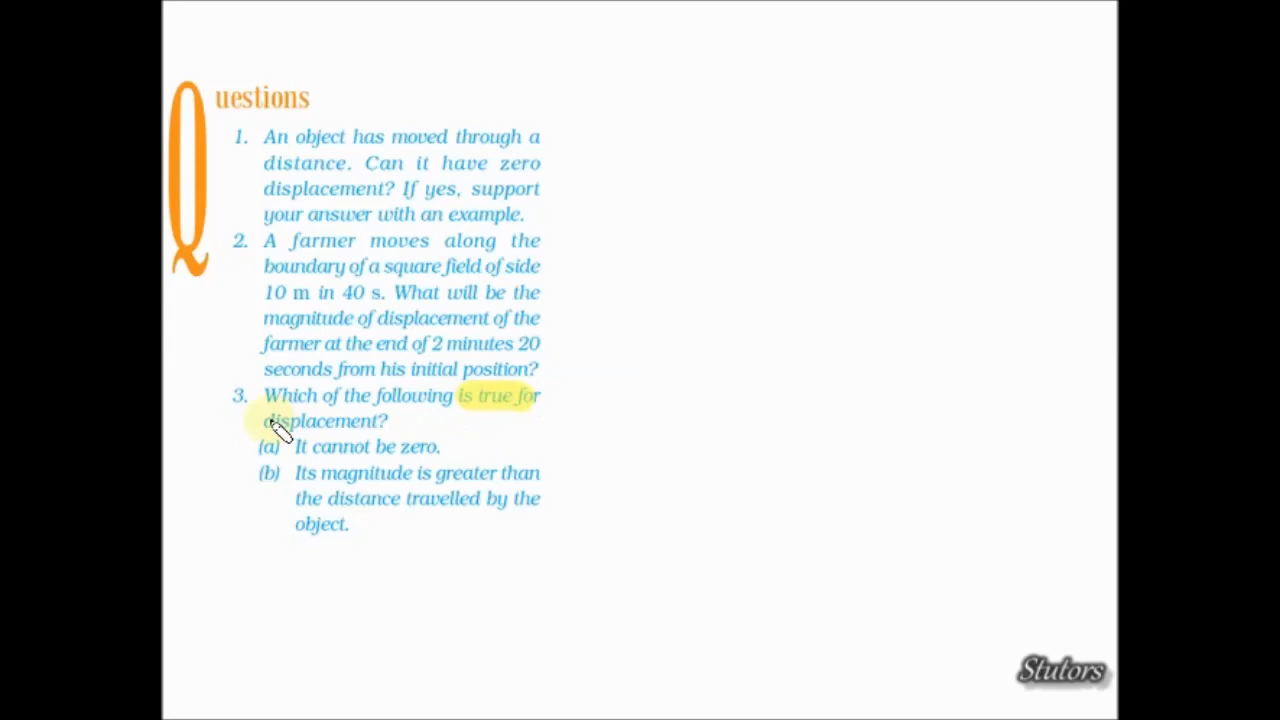 Questions
1. An object has moved through a
distance. Can it have zero
displacement? If yes, support
your answer with an example.
2. A farmer moves along the
boundary of a square field of side
10 m in 40 s. What will be the
magnitude of displacement of the
farmer at the end of 2 minutes 20
seconds from his initial position?
3. Which of the following is true for
displacement?
(a) It cannot be zero.
(b) Its magnitude is greater than
the distance travelled by the
object.
Stutors